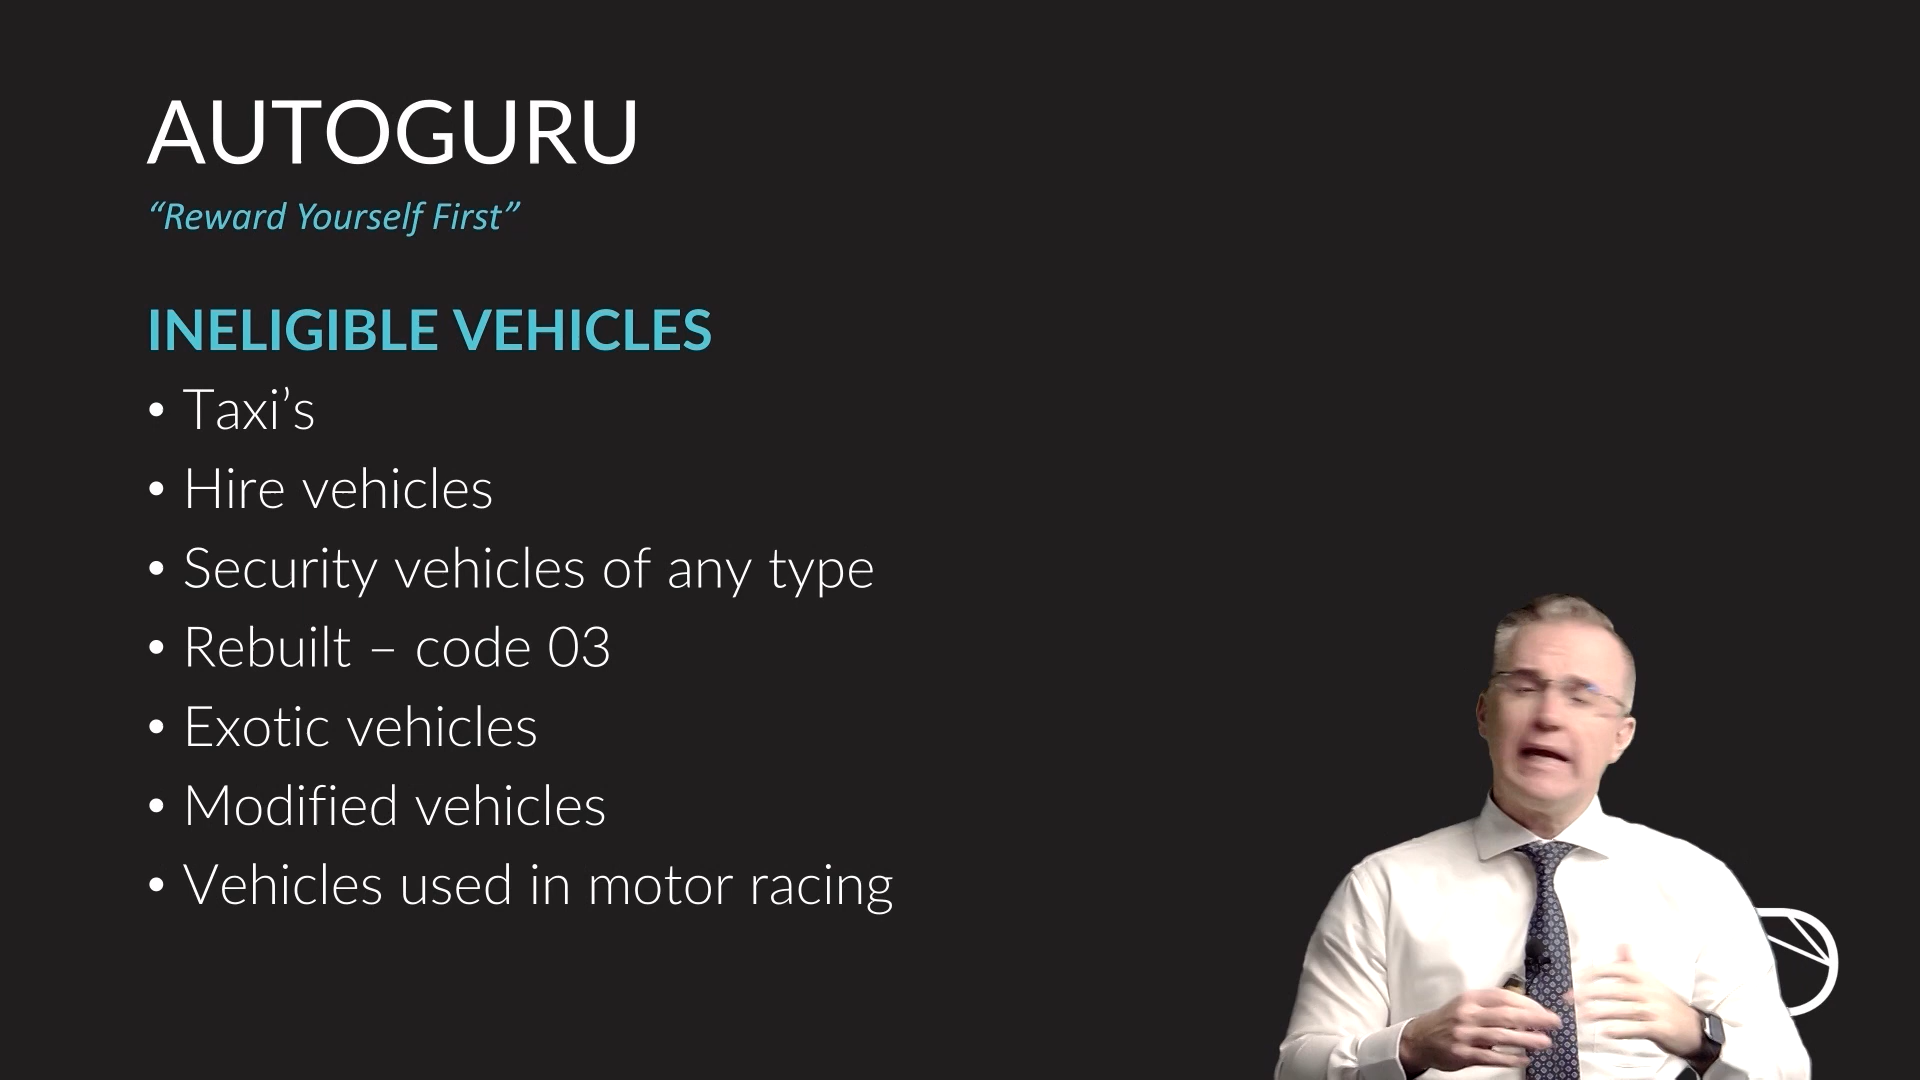 AUTOGURU
“Reward Yourself First”
INELIGIBLE VEHICLES
• Taxi’s
• Hire vehicles
• Security vehicles of any type
• Rebuilt – code 03
• Exotic vehicles
• Modified vehicles
• Vehicles used in motor racing